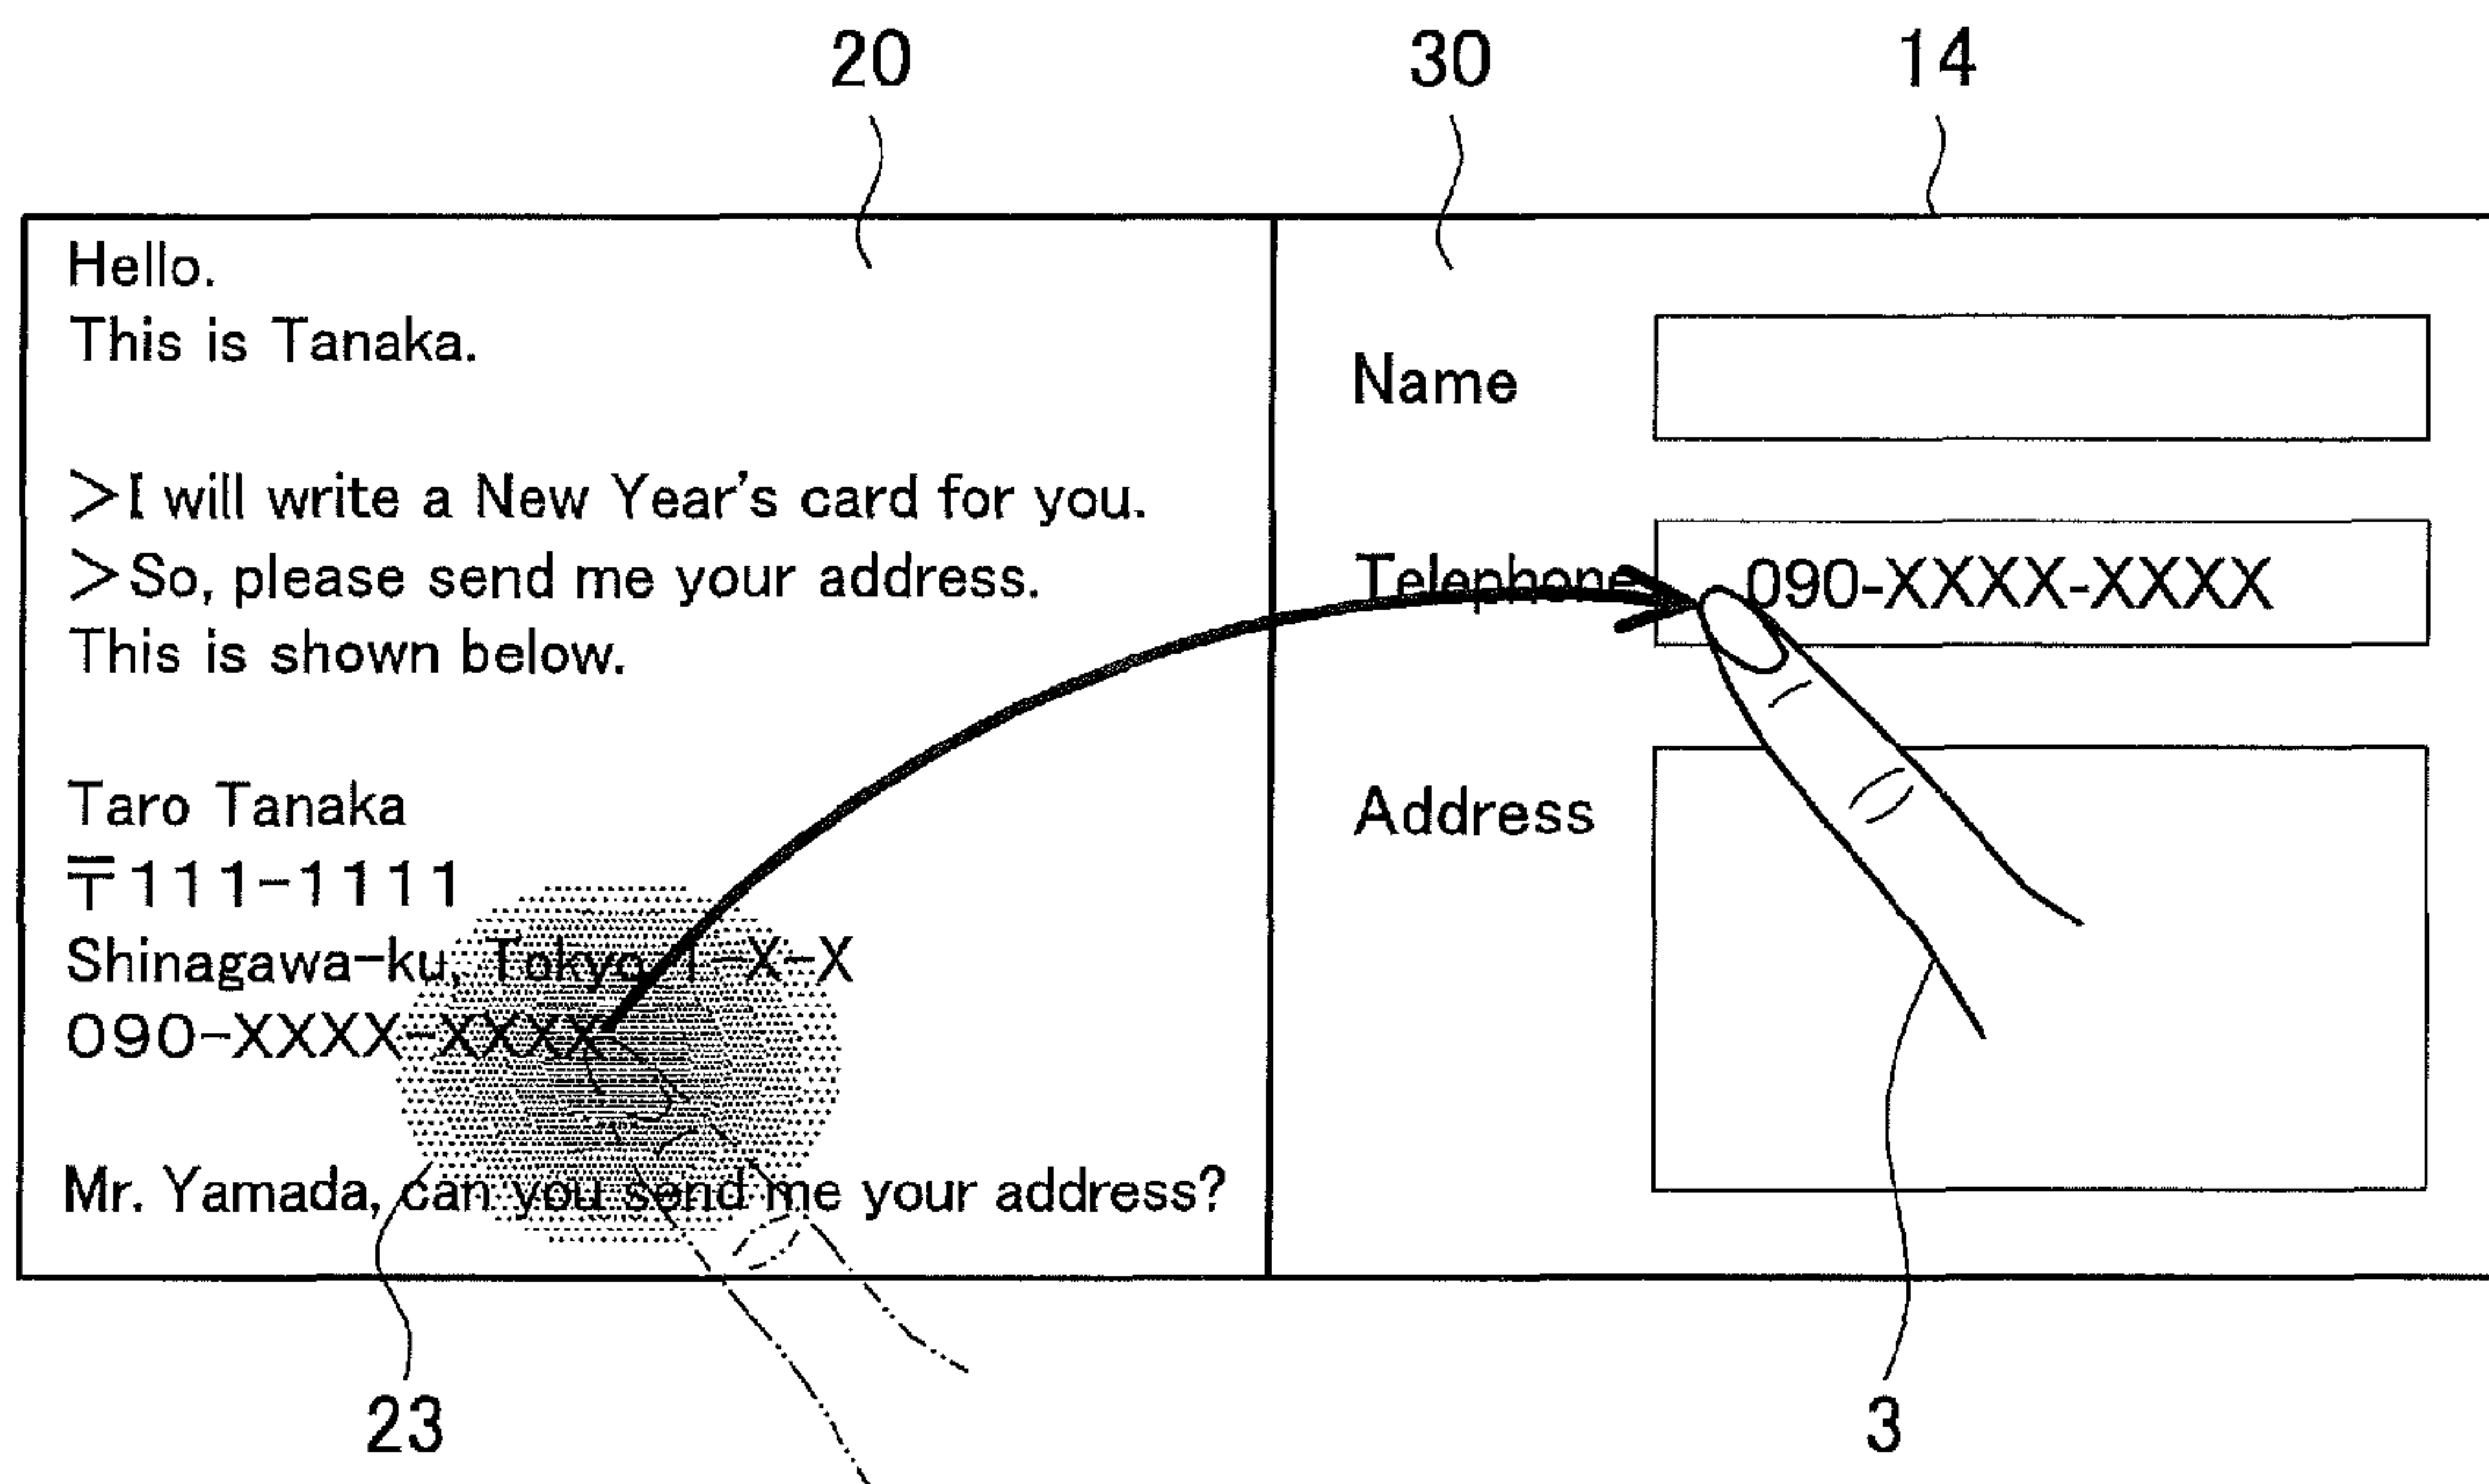 20 30 14
Hello.
This is Tanaka.
>I will write a New Year's card for you.
>So, please send me your address.
This is shown below.
Taro Tanaka
〒111-1111
Shinagawa-ku, Tokyo 1-X-X
090-XXXX-XXXX
Mr. Yamada, can you send me your address?
Name
Telephone 090-XXXX-XXXX
Address
23 3